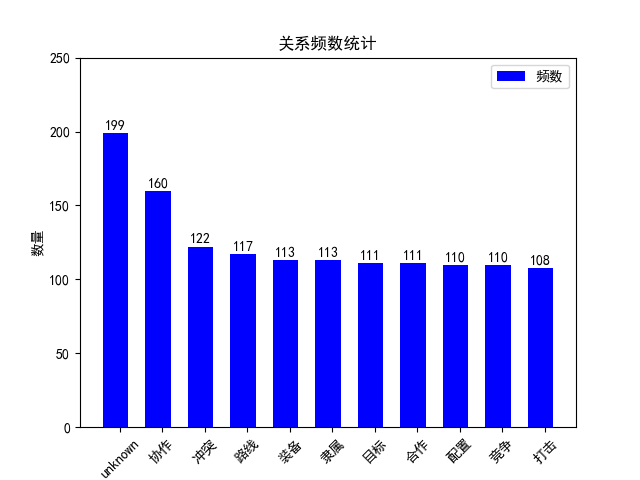 关系频数统计
频数
数量
250
200
150
100
50
0
199
160
122
117
113
113
111
111
110
110
108
unknown
协作
冲突
路线
装备
隶属
目标
合作
配置
竞争
打击